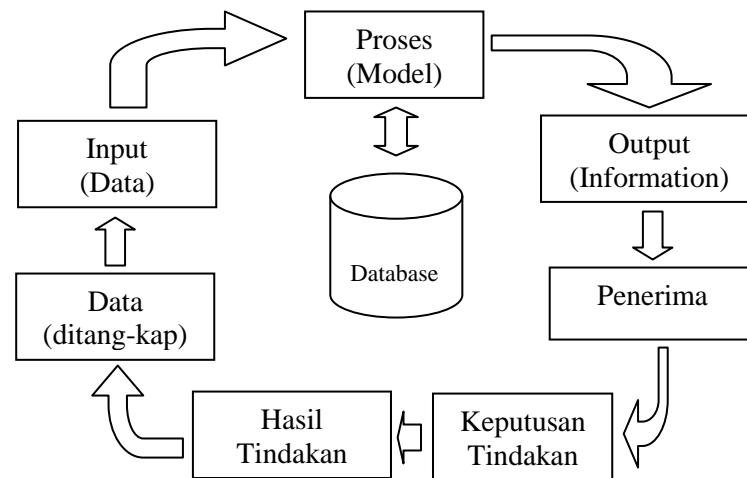 Proses
(Model)
Input
(Data)
Output
(Information)
Database
Data
(ditang-kap)
Penerima
Hasil
Tindakan
Keputusan
Tindakan